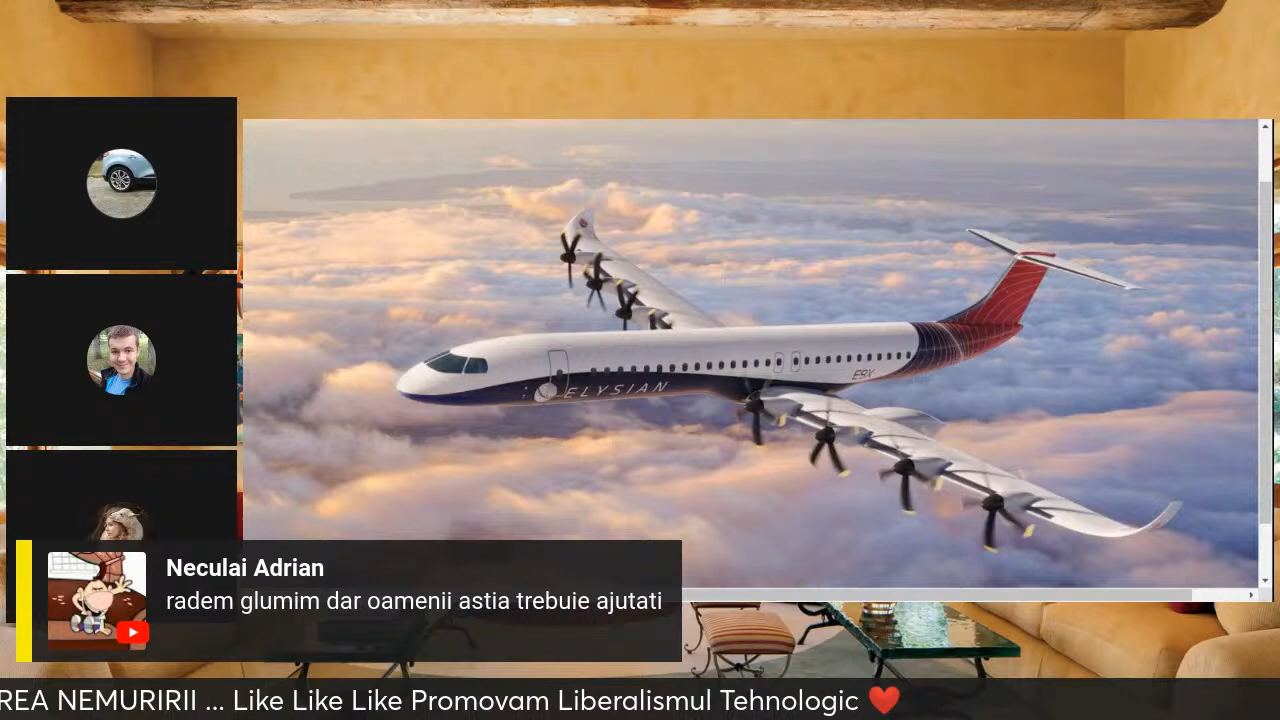 ELYSIAN
E9X
Neculai Adrian
radem glumim dar oamenii astia trebuie ajutati
REA NEMURIRII ... Like Like Like Promovam Liberalismul Tehnologic ❤️